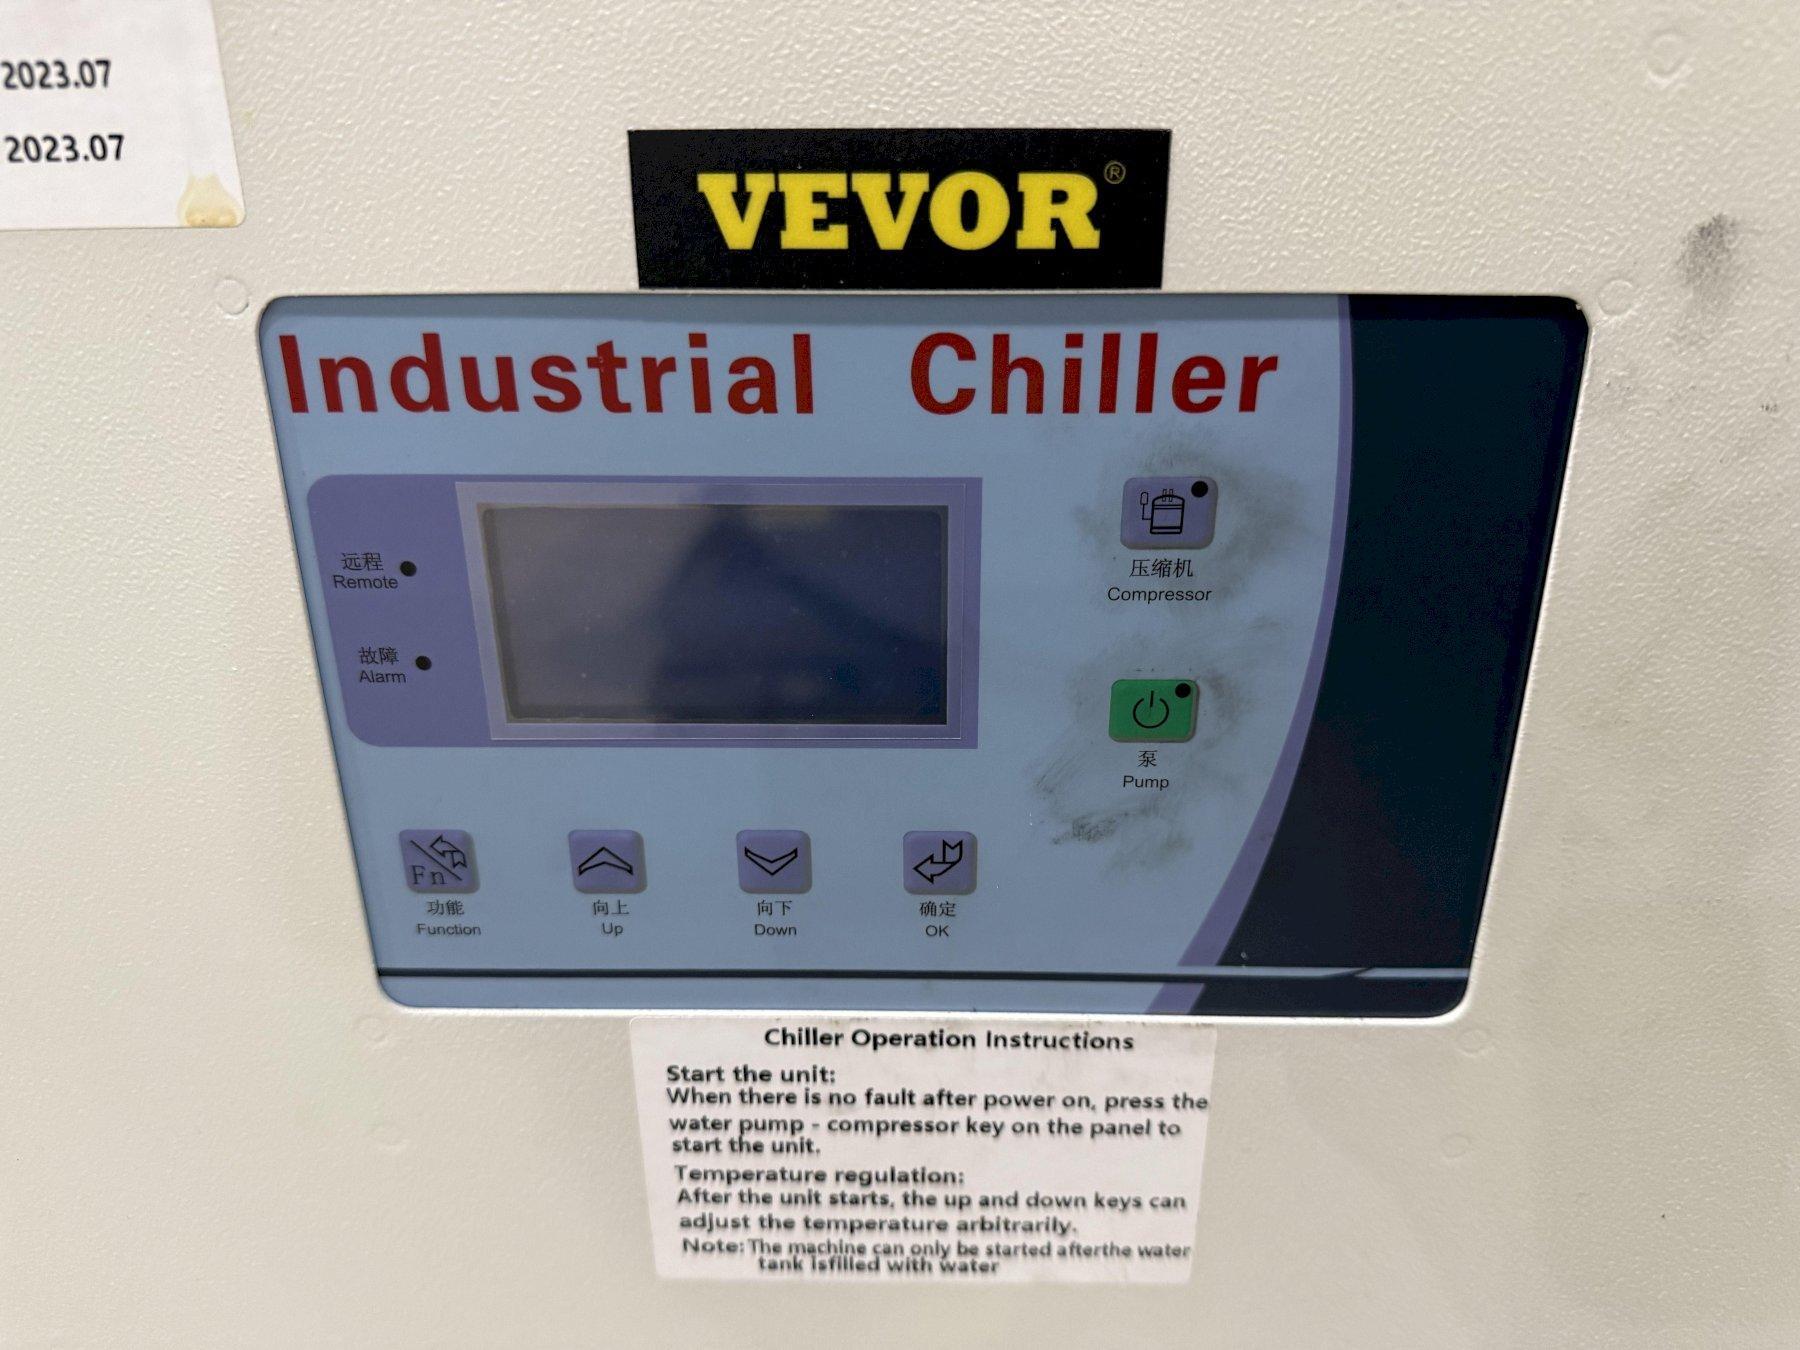 2023.07
2023.07
VEVOR®
Industrial Chiller
远程
Remote
故障
Alarm
压缩机
Compressor
泵
Pump
Fn
功能
Function
向上
Up
向下
Down
确定
OK
Chiller Operation Instructions
Start the unit:
When there is no fault after power on, press the
water pump - compressor key on the panel to
start the unit.
Temperature regulation:
After the unit starts, the up and down keys can
adjust the temperature arbitrarily.
Note: The machine can only be started afterthe water
tank isfilled with water